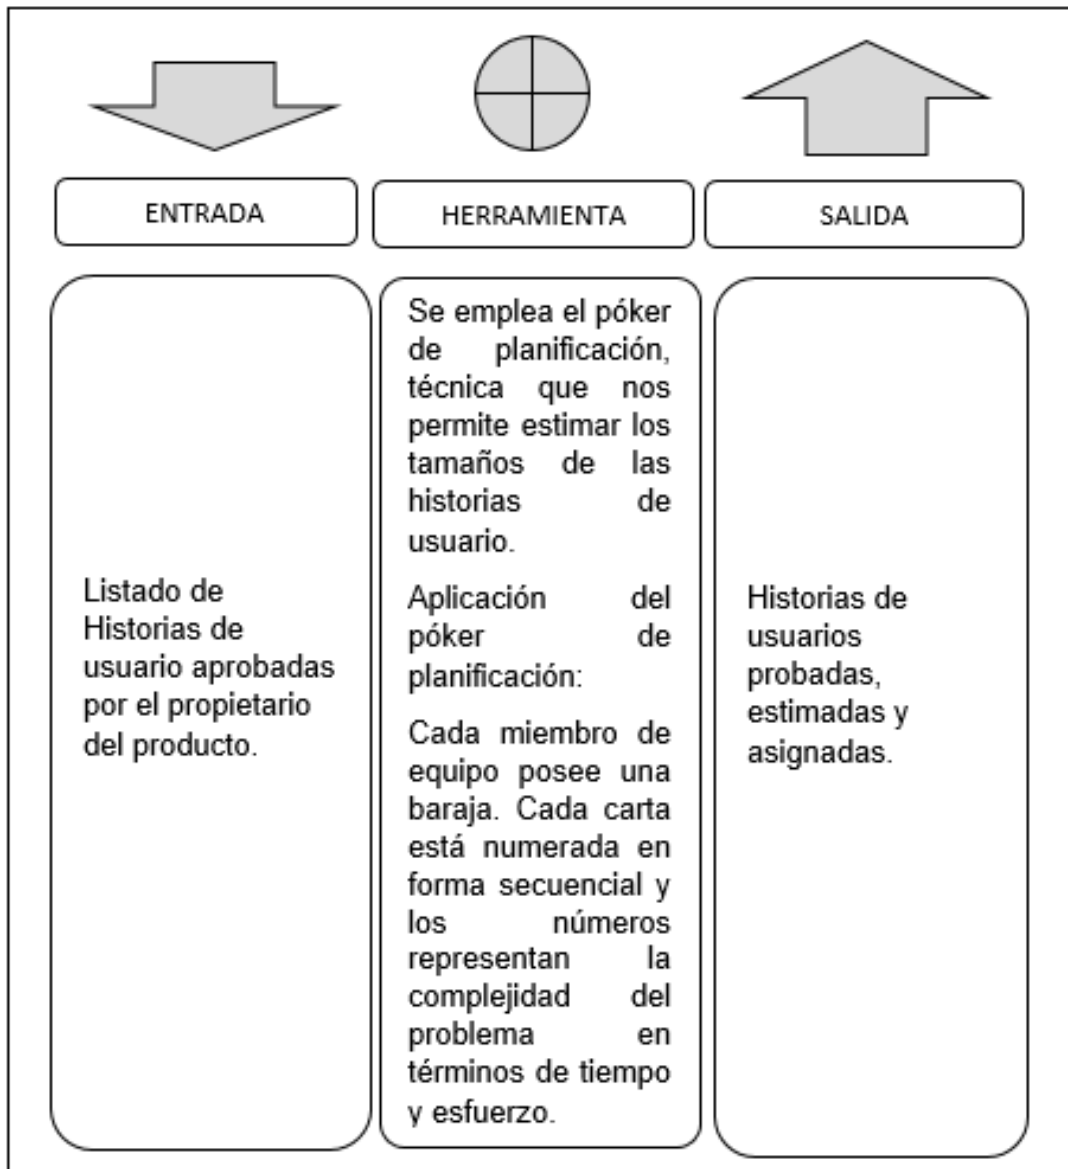 ENTRADA
HERRAMIENTA
SALIDA
Listado de
Historias de
usuario aprobadas
por el propietario
del producto.
Se emplea el póker
de planificación,
técnica que nos
permite estimar los
tamaños de las
historias de
usuario.
Aplicación del
póker de
planificación:
Cada miembro de
equipo posee una
baraja. Cada carta
está numerada en
forma secuencial y
los números
representan la
complejidad del
problema en
términos de tiempo
y esfuerzo.
Historias de
usuarios
probadas,
estimadas y
asignadas.